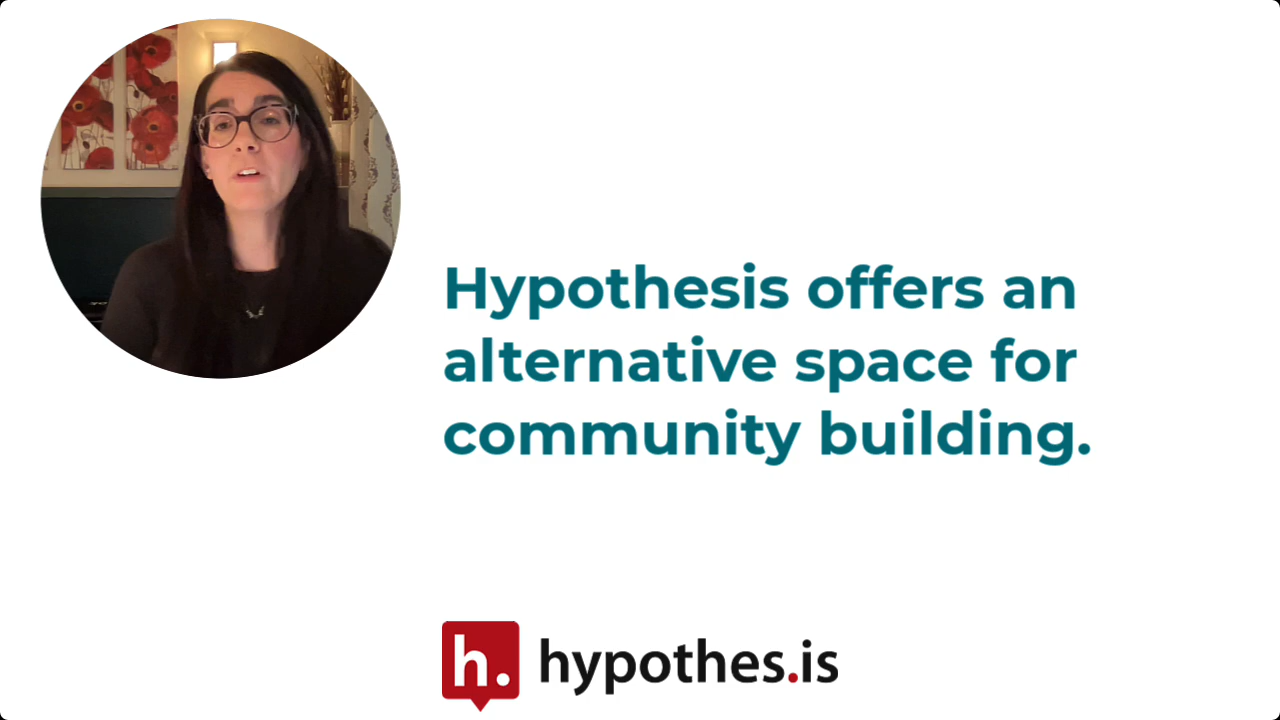 Hypothesis offers an
alternative space for
community building.
h. hypothes.is